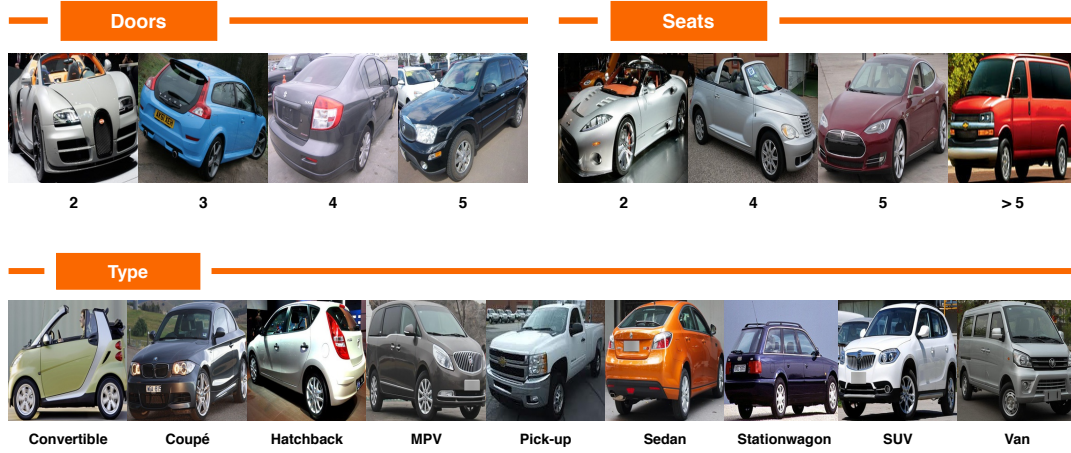 Doors
Seats
2 3 4 5
2 4 5 > 5
Type
Convertible Coupé Hatchback MPV Pick-up Sedan Stationwagon SUV Van